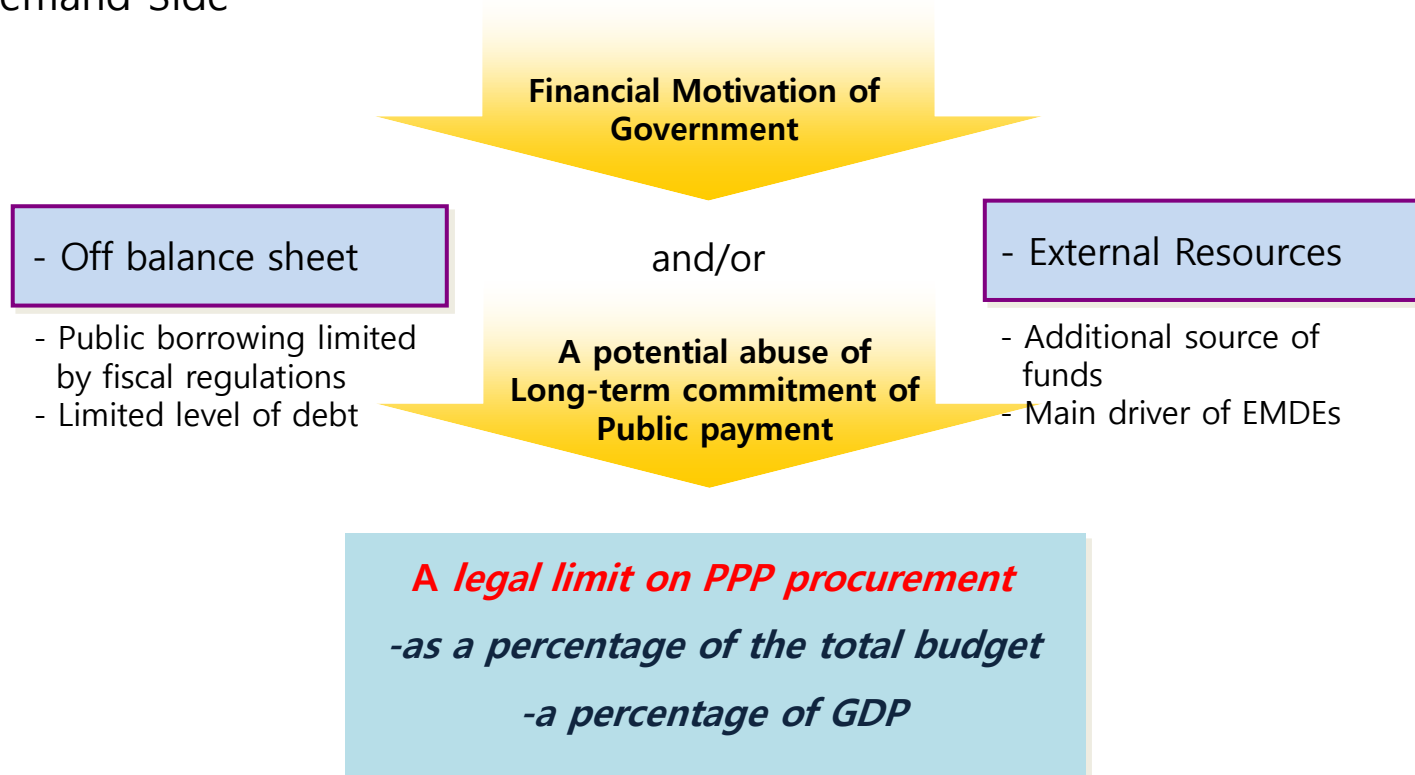 Demand Side
Financial Motivation of
Government
- Off balance sheet
and/or
- External Resources
- Public borrowing limited
by fiscal regulations
- Limited level of debt
A potential abuse of
Long-term commitment of
Public payment
- Additional source of
funds
- Main driver of EMDEs
A legal limit on PPP procurement
-as a percentage of the total budget
-a percentage of GDP